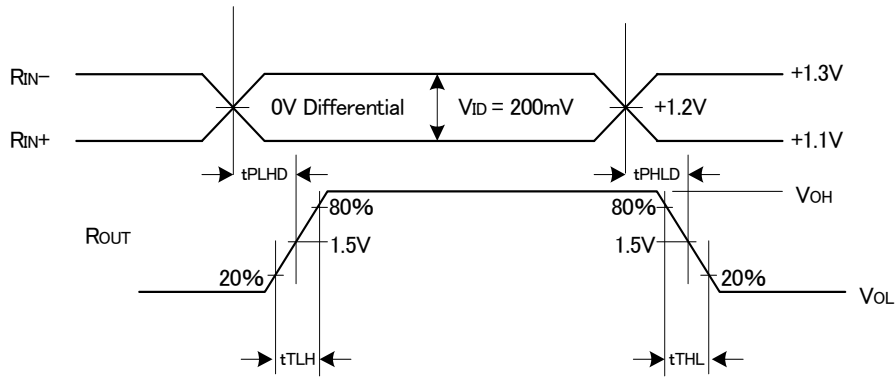 RIN−
+1.3V
0V Differential
VID = 200mV
+1.2V
RIN+
+1.1V
tPLHD
tPHLD
VOH
80%
80%
ROUT
1.5V
1.5V
20%
20%
VOL
tTLH
tTHL